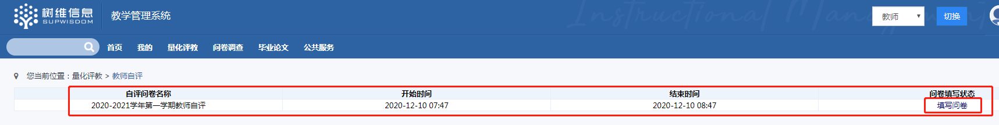 树维信息
SUPWISDOM
教学管理系统
Instructional Man
教师
切换
首页 我的 量化评教 问卷调查 毕业论文 公共服务
您当前位置：量化评教 > 教师自评
自评问卷名称 开始时间 结束时间 问卷填写状态
2020-2021学年第一学期教师自评 2020-12-10 07:47 2020-12-10 08:47 填写问卷